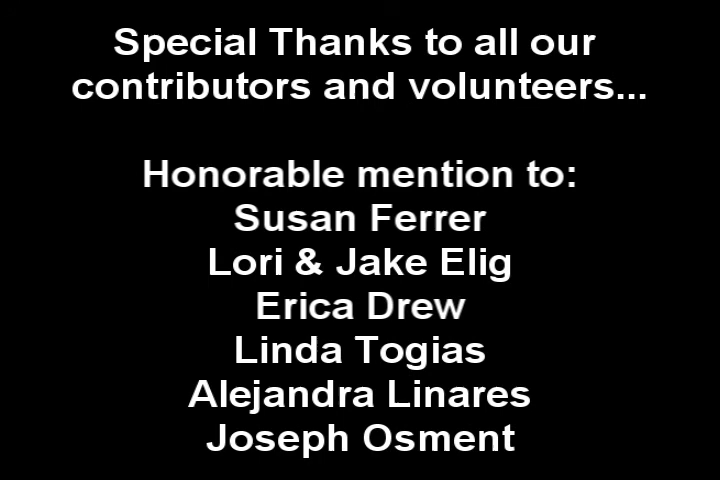 Special Thanks to all our
contributors and volunteers...
Honorable mention to:
Susan Ferrer
Lori & Jake Elig
Erica Drew
Linda Togias
Alejandra Linares
Joseph Osment